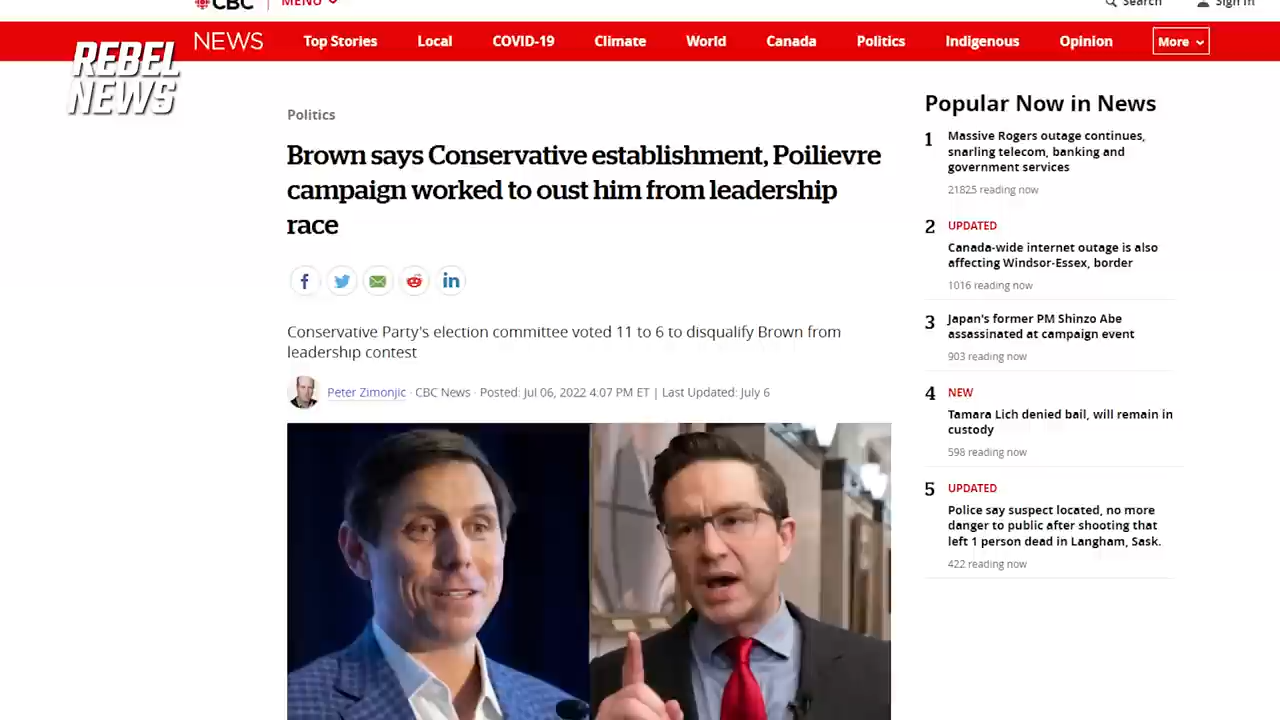 CBC
MENU
Search
Sign In
REBEL
NEWS
NEWS
Top Stories
Local
COVID-19
Climate
World
Canada
Politics
Indigenous
Opinion
More
Politics
Brown says Conservative establishment, Poilievre
campaign worked to oust him from leadership
race
f
in
Conservative Party's election committee voted 11 to 6 to disqualify Brown from
leadership contest
Peter Zimonjic · CBC News · Posted: Jul 06, 2022 4:07 PM ET | Last Updated: July 6
Popular Now in News
1
Massive Rogers outage continues,
snarling telecom, banking and
government services
21825 reading now
2
UPDATED
Canada-wide internet outage is also
affecting Windsor-Essex, border
1016 reading now
3
Japan's former PM Shinzo Abe
assassinated at campaign event
903 reading now
4
NEW
Tamara Lich denied bail, will remain in
custody
598 reading now
5
UPDATED
Police say suspect located, no more
danger to public after shooting that
left 1 person dead in Langham, Sask.
422 reading now